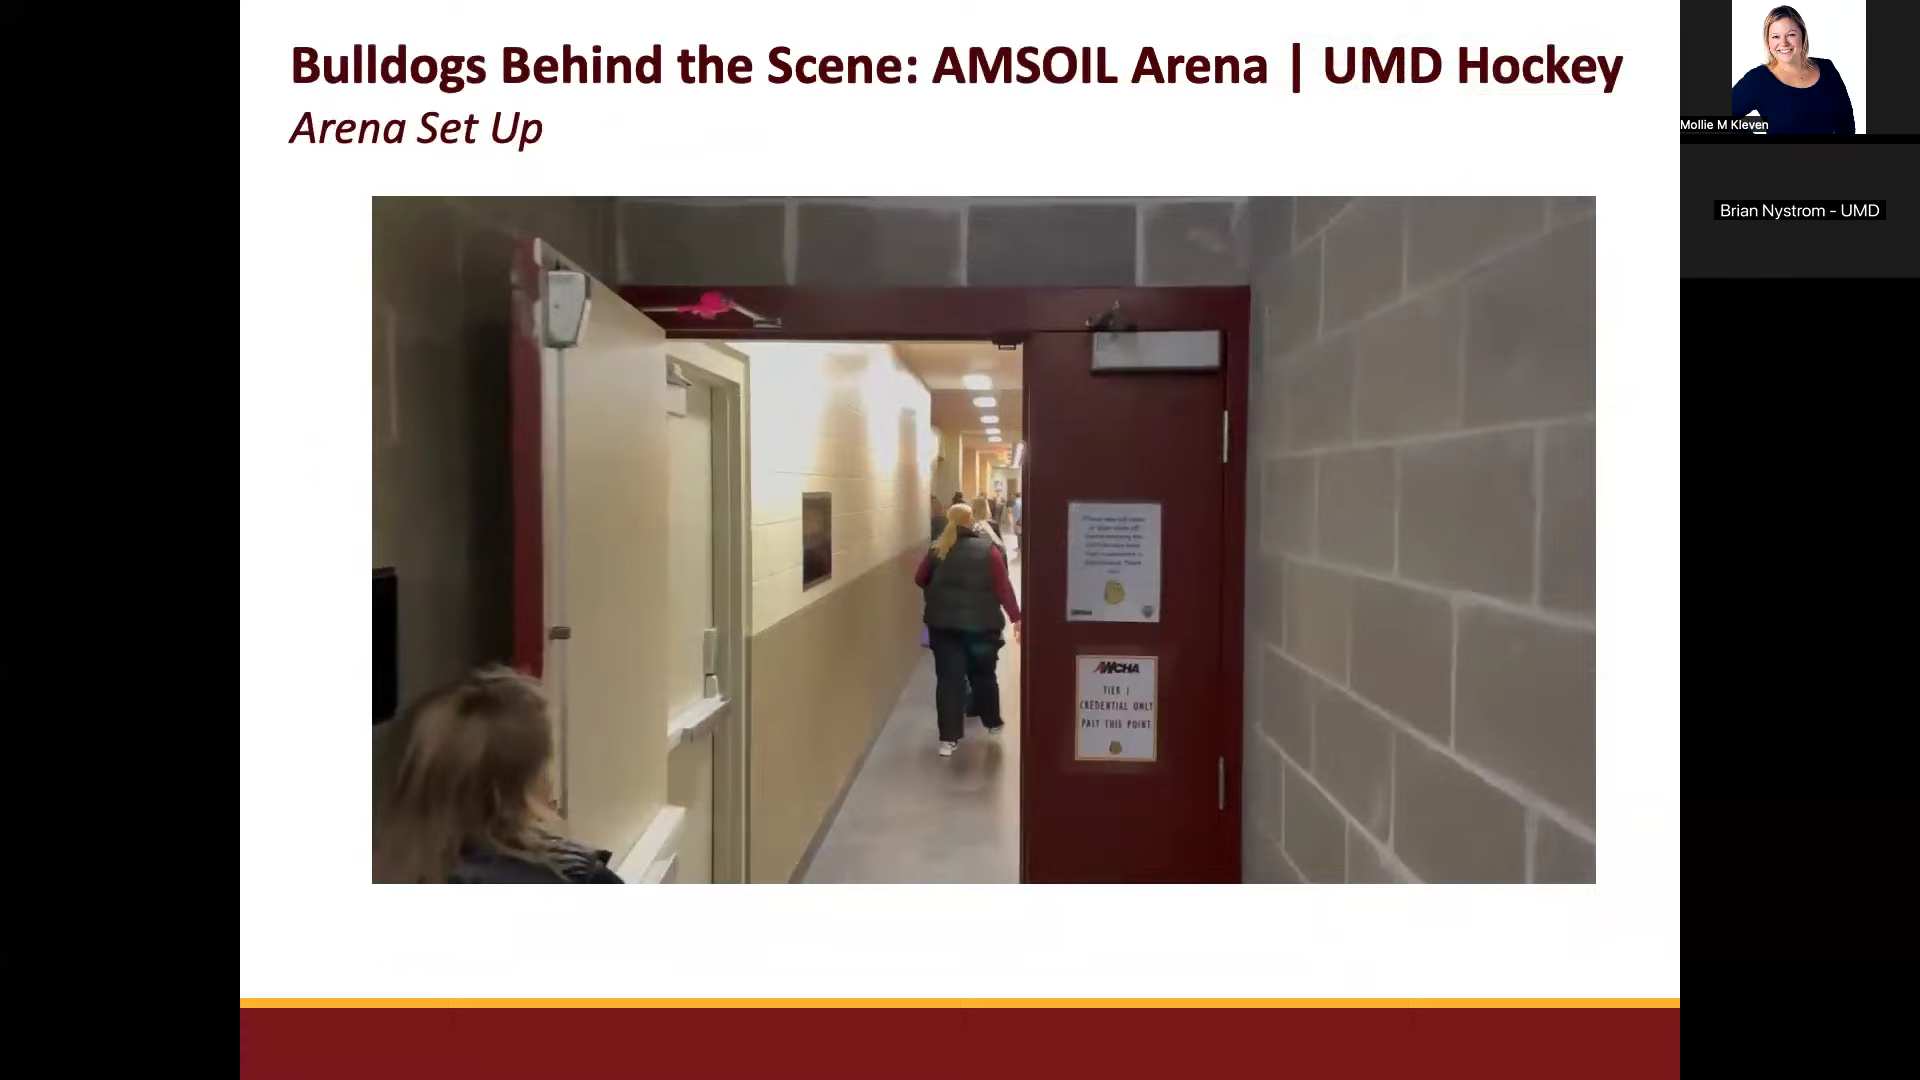 Bulldogs Behind the Scene: AMSOIL Arena | UMD Hockey
Arena Set Up
Mollie M Kleven
Brian Nystrom - UMD
WCHA
TIER 1
CREDENTIAL ONLY
PAST THIS POINT